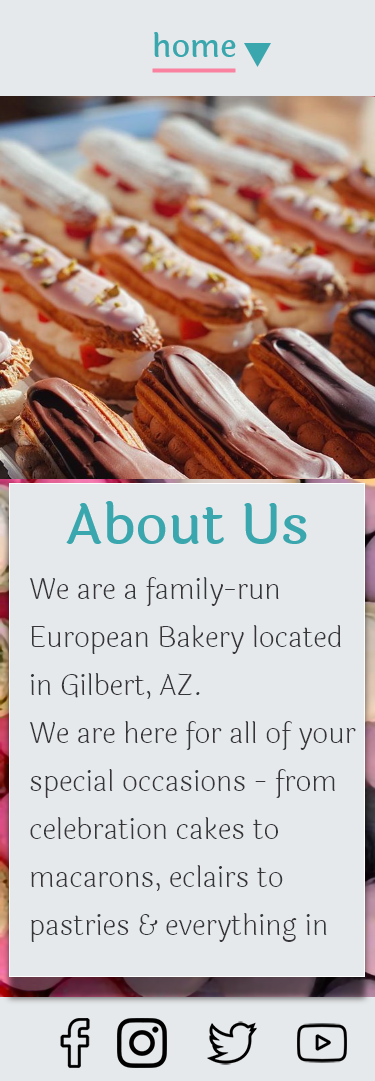 home
About Us
We are a family-run
European Bakery located
in Gilbert, AZ.
We are here for all of your
special occasions - from
celebration cakes to
macarons, eclairs to
pastries & everything in